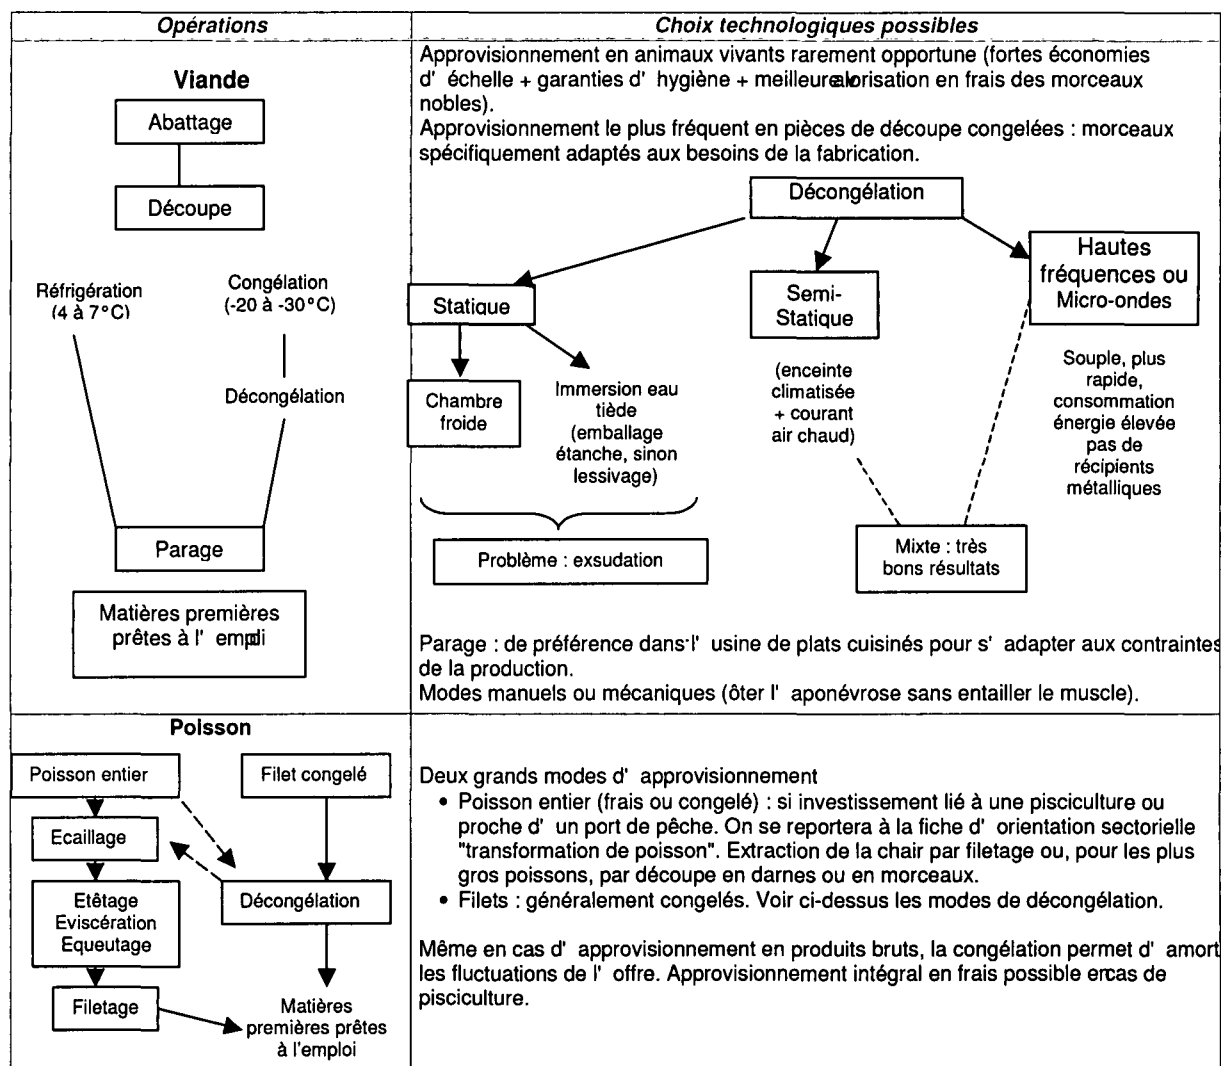 Opérations
Choix technologiques possibles
Viande
Abattage
Découpe
Réfrigération
(4 à 7°C)
Congélation
(-20 à -30°C)
Décongélation
Parage
Matières premières
prêtes à l' emploi
Approvisionnement en animaux vivants rarement opportune (fortes économies
d' échelle + garanties d' hygiène + meilleure valorisation en frais des morceaux
nobles).
Approvisionnement le plus fréquent en pièces de découpe congelées : morceaux
spécifiquement adaptés aux besoins de la fabrication.
Décongélation
Statique
Semi-
Statique
Hautes
fréquences ou
Micro-ondes
Chambre
froide
Immersion eau
tiède
(emballage
étanche, sinon
lessivage)
(enceinte
climatisée
+ courant
air chaud)
Souple, plus
rapide,
consommation
énergie élevée
pas de
récipients
métalliques
Problème : exsudation
Mixte : très
bons résultats
Parage : de préférence dans l' usine de plats cuisinés pour s' adapter aux contraintes
de la production.
Modes manuels ou mécaniques (ôter l' aponévrose sans entailler le muscle).
Poisson
Poisson entier
Filet congelé
Ecaillage
Etêtage
Eviscération
Equeutage
Décongélation
Filetage
Matières
premières prêtes
à l'emploi
Deux grands modes d' approvisionnement
• Poisson entier (frais ou congelé) : si investissement lié à une pisciculture ou
proche d' un port de pêche. On se reportera à la fiche d' orientation sectorielle
"transformation de poisson". Extraction de la chair par filetage ou, pour les plus
gros poissons, par découpe en darnes ou en morceaux.
• Filets : généralement congelés. Voir ci-dessus les modes de décongélation.
Même en cas d' approvisionnement en produits bruts, la congélation permet d' amort
les fluctuations de l' offre. Approvisionnement intégral en frais possible en cas de
pisciculture.